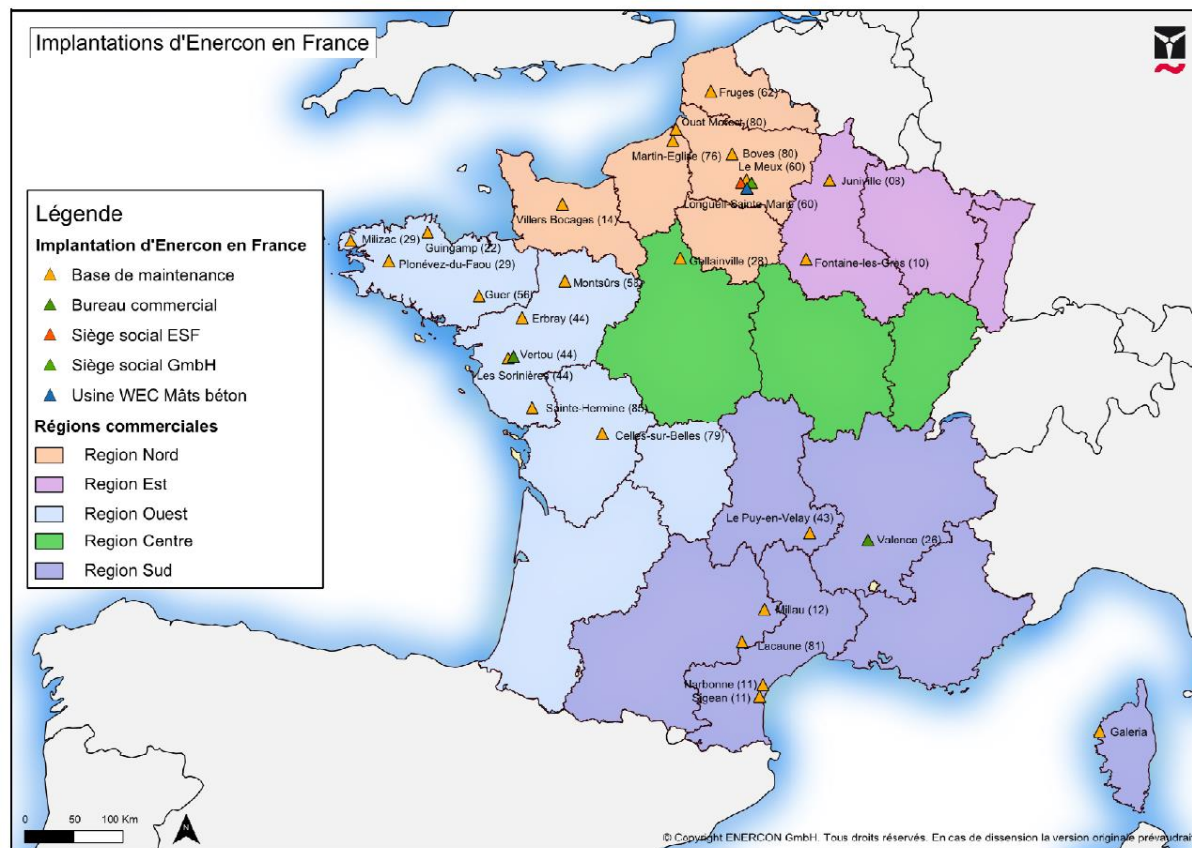 Implantations d'Enercon en France
Fruges (62)
Martin-Eglise (76)
Boves (80)
Le Meux (60)
Longueil-Sainte-Marie (60)
Juniville (08)
Villers Bocages (14)
Légende
Implantation d'Enercon en France
Base de maintenance
Bureau commercial
Siège social ESF
Siège social GmbH
Usine WEC Mâts béton
Régions commerciales
Region Nord
Region Est
Region Ouest
Region Centre
Region Sud
Milizac (29)
Guingamp (22)
Plonévez-du-Faou (29)
Gallainville (28)
Fontaine-les-Gres (10)
Guer (56)
Montsûrs (58)
Erbray (44)
Vertou (44)
Les Sorinières (44)
Sainte-Hermine (85)
Celles-sur-Belles (79)
Le Puy-en-Velay (43)
Valence (26)
Millau (12)
Lacaune (81)
Narbonne (11)
Sigean (11)
Galeria
0 50 100 Km
N
© Copyright ENERCON GmbH. Tous droits réservés. En cas de dissension la version originale prévaudrait